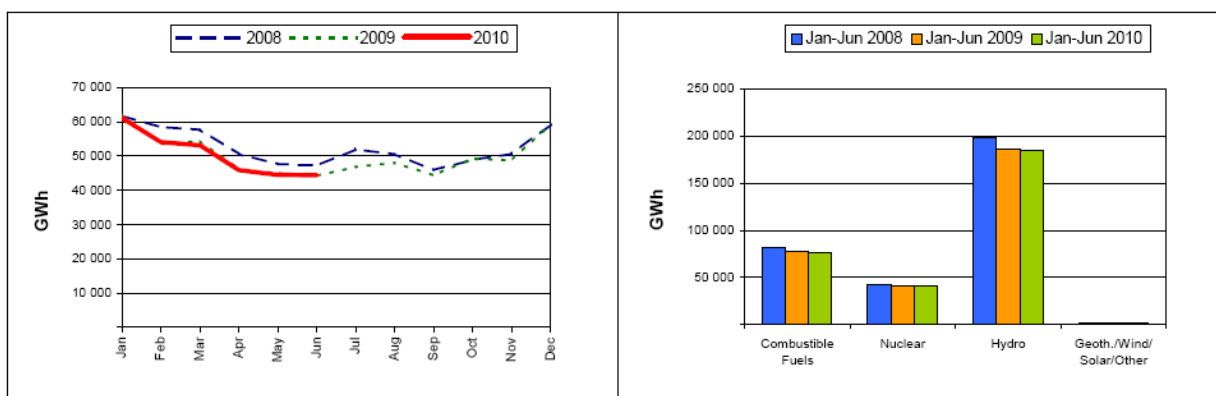 2008 2009 2010
70 000
60 000
50 000
40 000
30 000
20 000
10 000
GWh
Jan Feb Mar Apr May Jun Jul Aug Sep Oct Nov Dec
Jan-Jun 2008 Jan-Jun 2009 Jan-Jun 2010
250 000
200 000
150 000
100 000
50 000
GWh
Combustible Nuclear Hydro Geoth./Wind/
Fuels Solar/Other